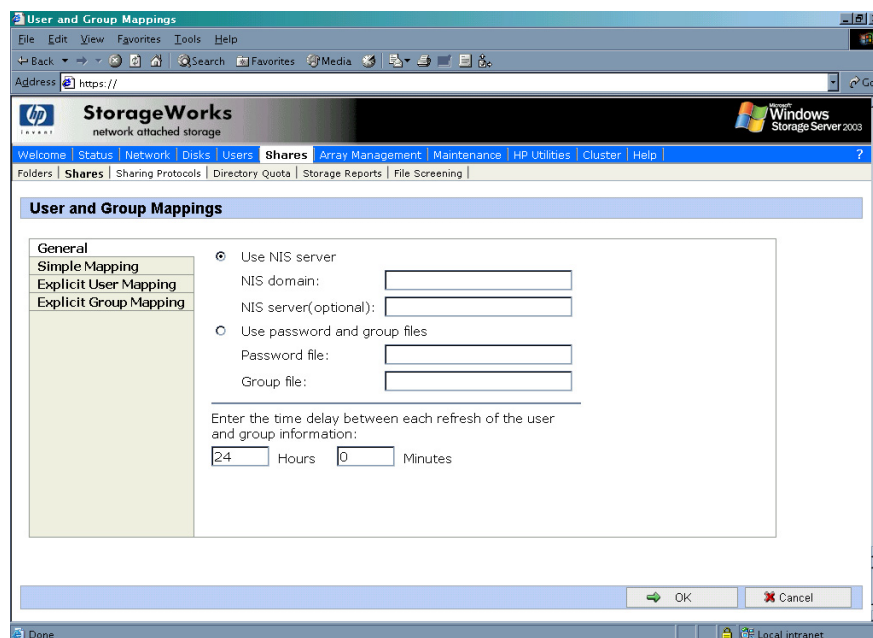 User and Group Mappings
File Edit View Favorites Tools Help
Back Search Favorites Media
Address https://
hp StorageWorks Microsoft Windows
invent network attached storage Storage Server 2003
Welcome | Status | Network | Disks | Users | Shares | Array Management | Maintenance | HP Utilities | Cluster | Help | ?
Folders | Shares | Sharing Protocols | Directory Quota | Storage Reports | File Screening |
User and Group Mappings
General
Simple Mapping
Explicit User Mapping
Explicit Group Mapping
Use NIS server
NIS domain:
NIS server(optional):
Use password and group files
Password file:
Group file:
Enter the time delay between each refresh of the user
and group information:
24 Hours 0 Minutes
OK Cancel
Done Local intranet